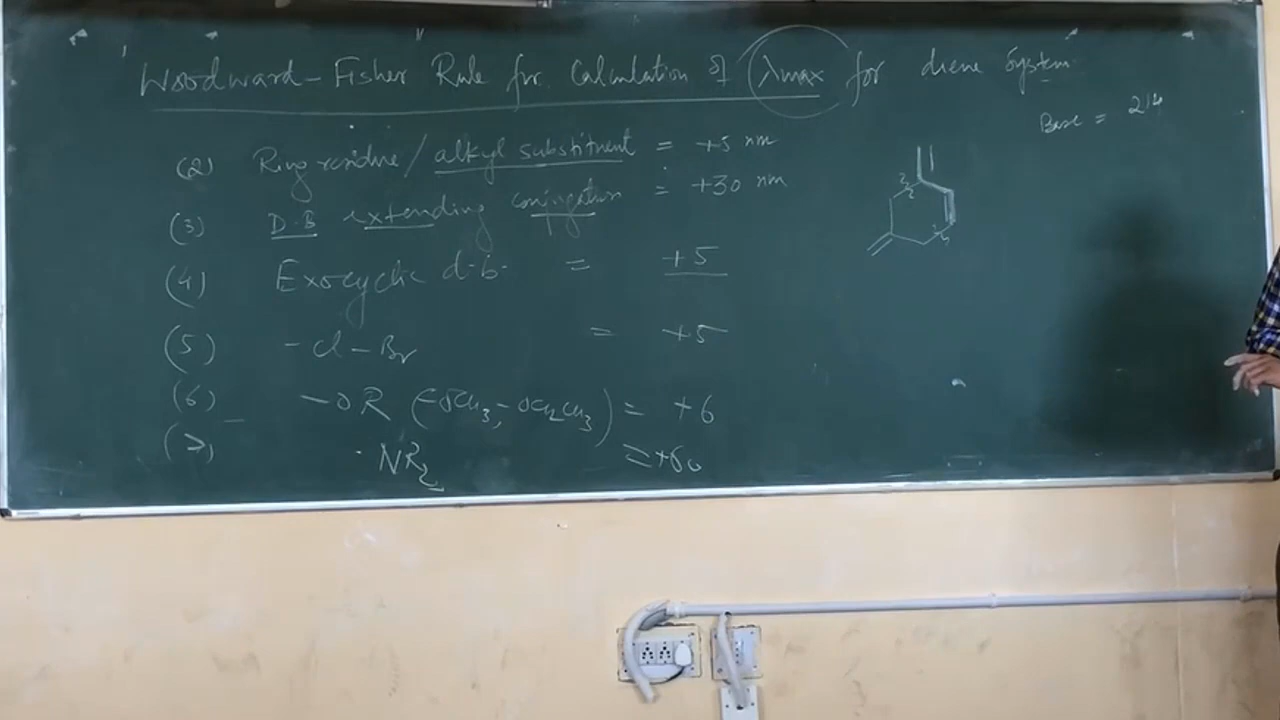 Woodward-Fisher Rule for Calculation of λmax for diene System
Base = 214
(2) Ring residue / alkyl substituent = +5 nm
(3) D.B extending conjugation = +30 nm
(4) Exocyclic d.b. = +5
(5) -Cl -Br = +5
(6) -OR (-OCH3, -OCH2CH3) = +6
(7) NR2 = +60